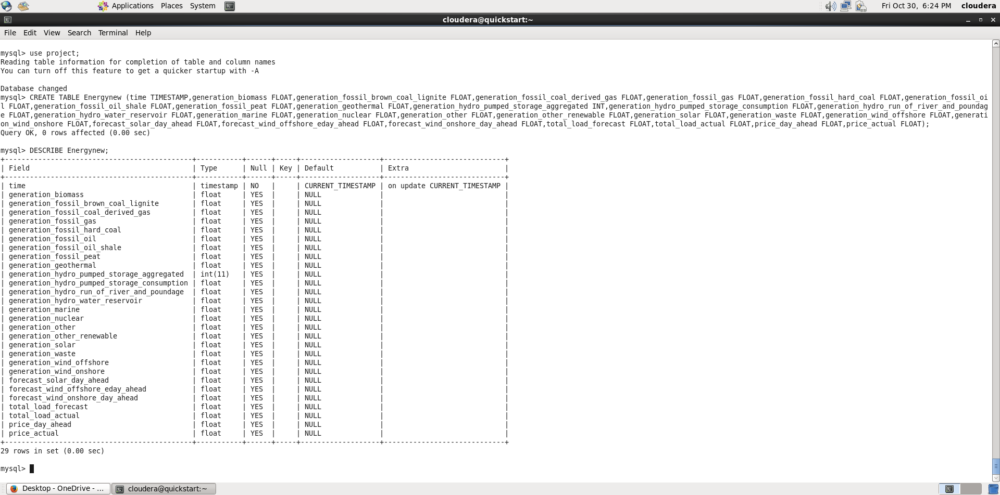 Applications Places System Fri Oct 30, 6:24 PM cloudera
cloudera@quickstart:~
File Edit View Search Terminal Help
mysql> use project;
Reading table information for completion of table and column names
You can turn off this feature to get a quicker startup with -A
Database changed
mysql> CREATE TABLE Energynew (time TIMESTAMP,generation_biomass FLOAT,generation_fossil_brown_coal_lignite FLOAT,generation_fossil_coal_derived_gas FLOAT,generation_fossil_gas FLOAT,generation_fossil_hard_coal FLOAT,generation_fossil_oi
l FLOAT,generation_fossil_oil_shale FLOAT,generation_fossil_peat FLOAT,generation_geothermal FLOAT,generation_hydro_pumped_storage_aggregated INT,generation_hydro_pumped_storage_consumption FLOAT,generation_hydro_run_of_river_and_poundag
e FLOAT,generation_hydro_water_reservoir FLOAT,generation_marine FLOAT,generation_nuclear FLOAT,generation_other FLOAT,generation_other_renewable FLOAT,generation_solar FLOAT,generation_waste FLOAT,generation_wind_offshore FLOAT,generati
on_wind_onshore FLOAT,forecast_solar_day_ahead FLOAT,forecast_wind_offshore_eday_ahead FLOAT,forecast_wind_onshore_day_ahead FLOAT,total_load_forecast FLOAT,total_load_actual FLOAT,price_day_ahead FLOAT,price_actual FLOAT);
Query OK, 0 rows affected (0.00 sec)
mysql> DESCRIBE Energynew;
+---------------------------------------------+-----------+------+-----+-------------------+-----------------------------+
| Field | Type | Null | Key | Default | Extra |
+---------------------------------------------+-----------+------+-----+-------------------+-----------------------------+
| time | timestamp | NO | | CURRENT_TIMESTAMP | on update CURRENT_TIMESTAMP |
| generation_biomass | float | YES | | NULL | |
| generation_fossil_brown_coal_lignite | float | YES | | NULL | |
| generation_fossil_coal_derived_gas | float | YES | | NULL | |
| generation_fossil_gas | float | YES | | NULL | |
| generation_fossil_hard_coal | float | YES | | NULL | |
| generation_fossil_oil | float | YES | | NULL | |
| generation_fossil_oil_shale | float | YES | | NULL | |
| generation_fossil_peat | float | YES | | NULL | |
| generation_geothermal | float | YES | | NULL | |
| generation_hydro_pumped_storage_aggregated | int(11) | YES | | NULL | |
| generation_hydro_pumped_storage_consumption | float | YES | | NULL | |
| generation_hydro_run_of_river_and_poundage | float | YES | | NULL | |
| generation_hydro_water_reservoir | float | YES | | NULL | |
| generation_marine | float | YES | | NULL | |
| generation_nuclear | float | YES | | NULL | |
| generation_other | float | YES | | NULL | |
| generation_other_renewable | float | YES | | NULL | |
| generation_solar | float | YES | | NULL | |
| generation_waste | float | YES | | NULL | |
| generation_wind_offshore | float | YES | | NULL | |
| generation_wind_onshore | float | YES | | NULL | |
| forecast_solar_day_ahead | float | YES | | NULL | |
| forecast_wind_offshore_eday_ahead | float | YES | | NULL | |
| forecast_wind_onshore_day_ahead | float | YES | | NULL | |
| total_load_forecast | float | YES | | NULL | |
| total_load_actual | float | YES | | NULL | |
| price_day_ahead | float | YES | | NULL | |
| price_actual | float | YES | | NULL | |
+---------------------------------------------+-----------+------+-----+-------------------+-----------------------------+
29 rows in set (0.00 sec)
mysql>
Desktop - OneDrive - ... cloudera@quickstart:~